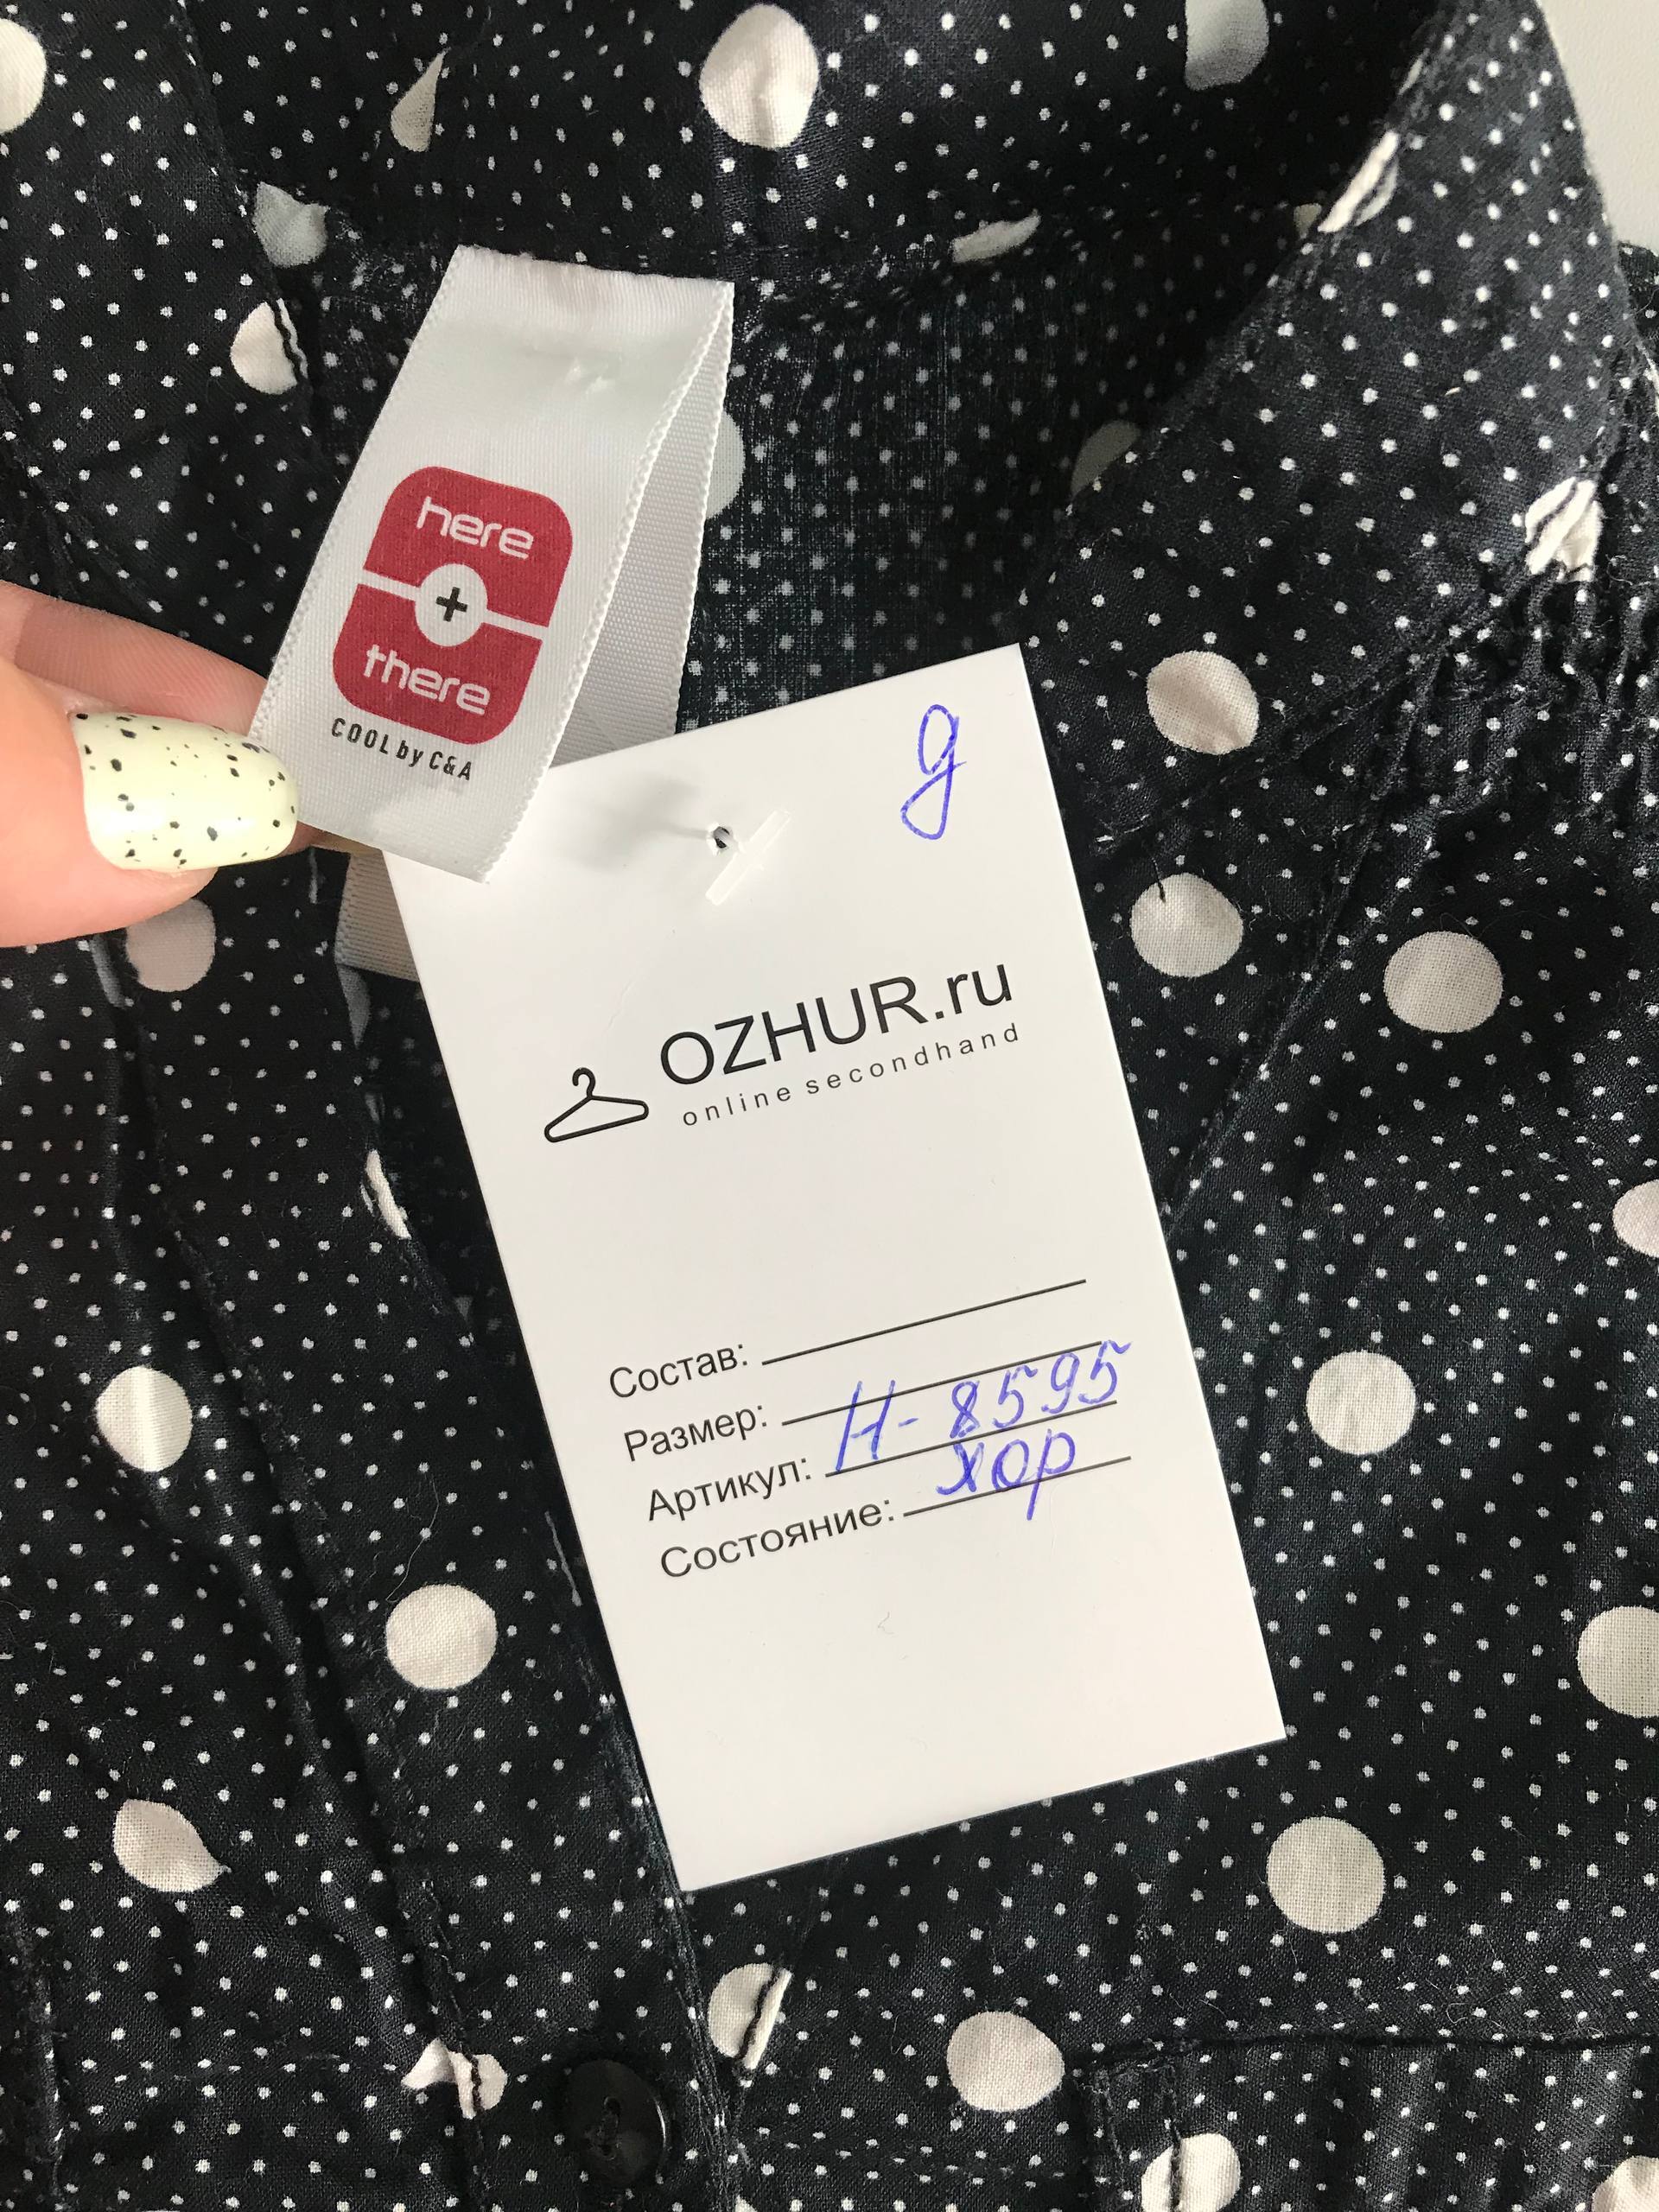 here
+
there
COOL by C&A
g
OZHUR.ru
online secondhand
Состав:
Размер:
Артикул: Н-8595
Состояние: хор